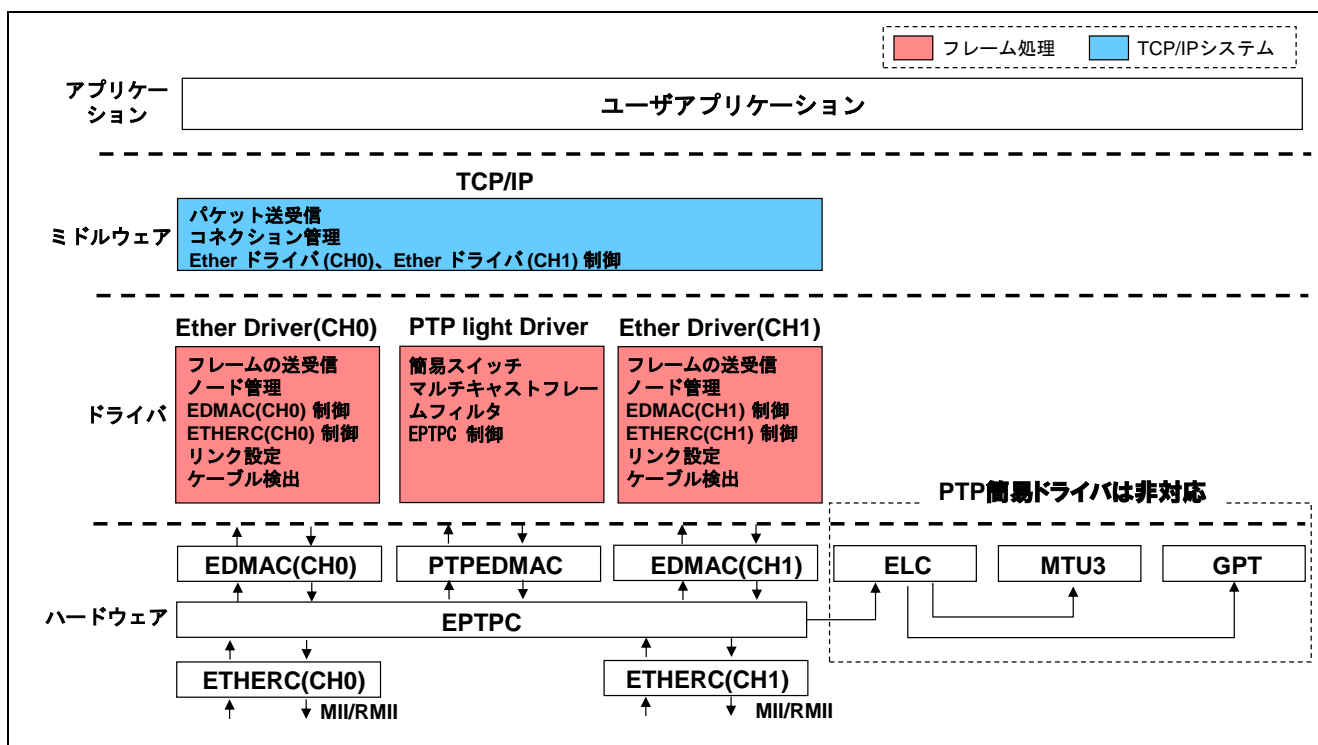 フレーム処理
TCP/IPシステム
アプリケー
ション
ユーザアプリケーション
TCP/IP
ミドルウェア
パケット送受信
コネクション管理
Ether ドライバ (CH0)、Ether ドライバ (CH1) 制御
Ether Driver(CH0)
PTP light Driver
Ether Driver(CH1)
ドライバ
フレームの送受信
ノード管理
EDMAC(CH0) 制御
ETHERC(CH0) 制御
リンク設定
ケーブル検出
簡易スイッチ
マルチキャストフレー
ムフィルタ
EPTPC 制御
フレームの送受信
ノード管理
EDMAC(CH1) 制御
ETHERC(CH1) 制御
リンク設定
ケーブル検出
PTP簡易ドライバは非対応
ハードウェア
EDMAC(CH0)
PTPEDMAC
EDMAC(CH1)
ELC
MTU3
GPT
EPTPC
ETHERC(CH0)
ETHERC(CH1)
MII/RMII
MII/RMII